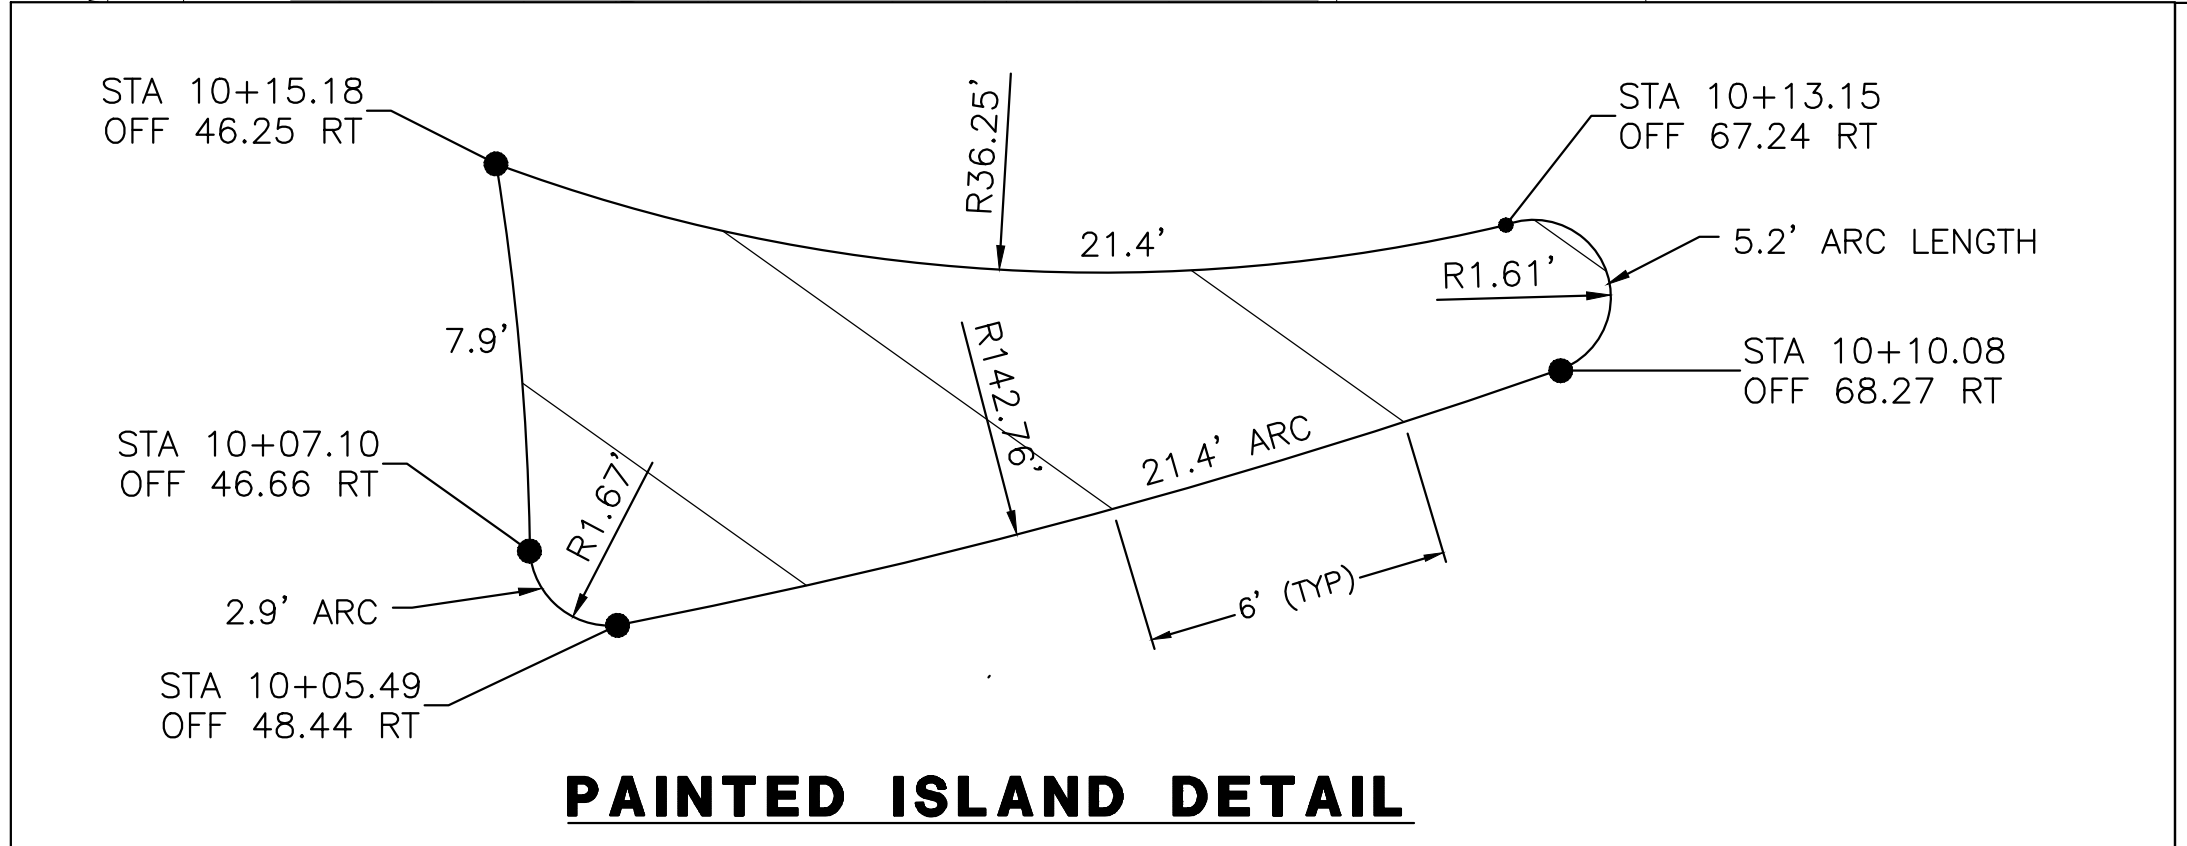 STA 10+15.18
OFF 46.25 RT
R36.25'
STA 10+13.15
OFF 67.24 RT
21.4'
5.2' ARC LENGTH
R1.61'
7.9'
R142.76'
STA 10+10.08
OFF 68.27 RT
STA 10+07.10
OFF 46.66 RT
21.4' ARC
R1.67'
6' (TYP)
2.9' ARC
STA 10+05.49
OFF 48.44 RT
PAINTED ISLAND DETAIL